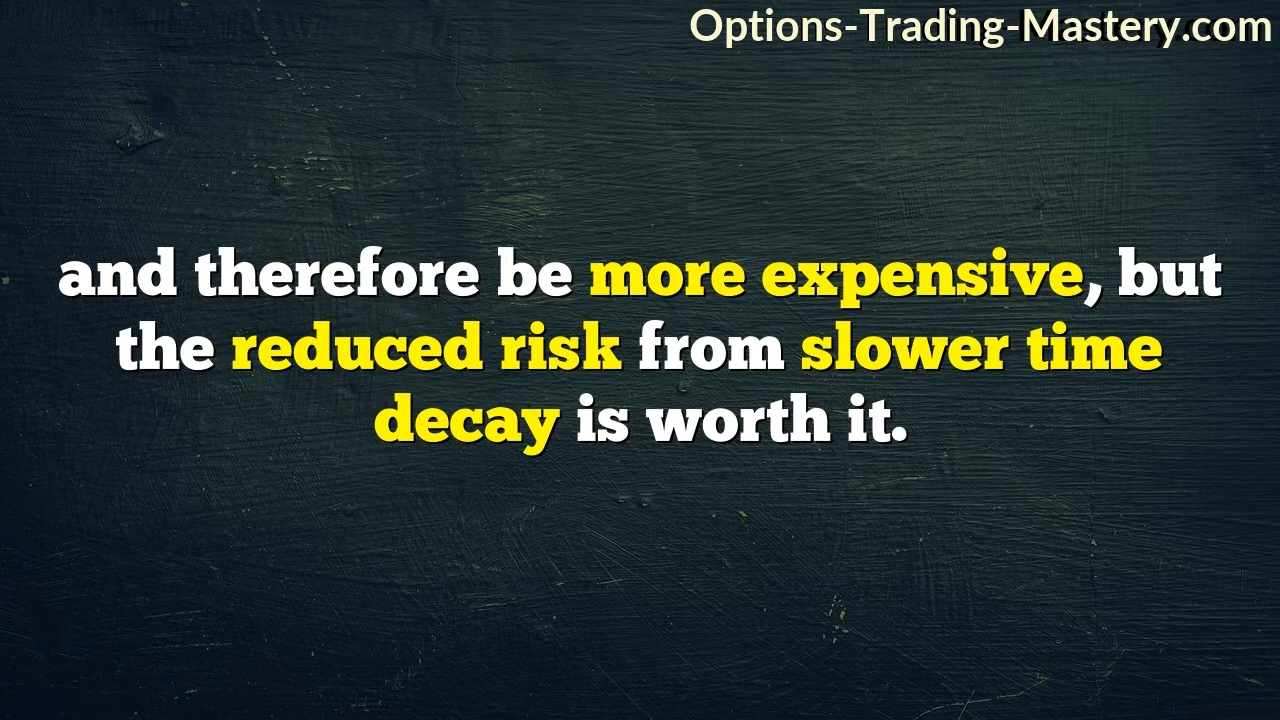 Options-Trading-Mastery.com
and therefore be more expensive, but
the reduced risk from slower time
decay is worth it.